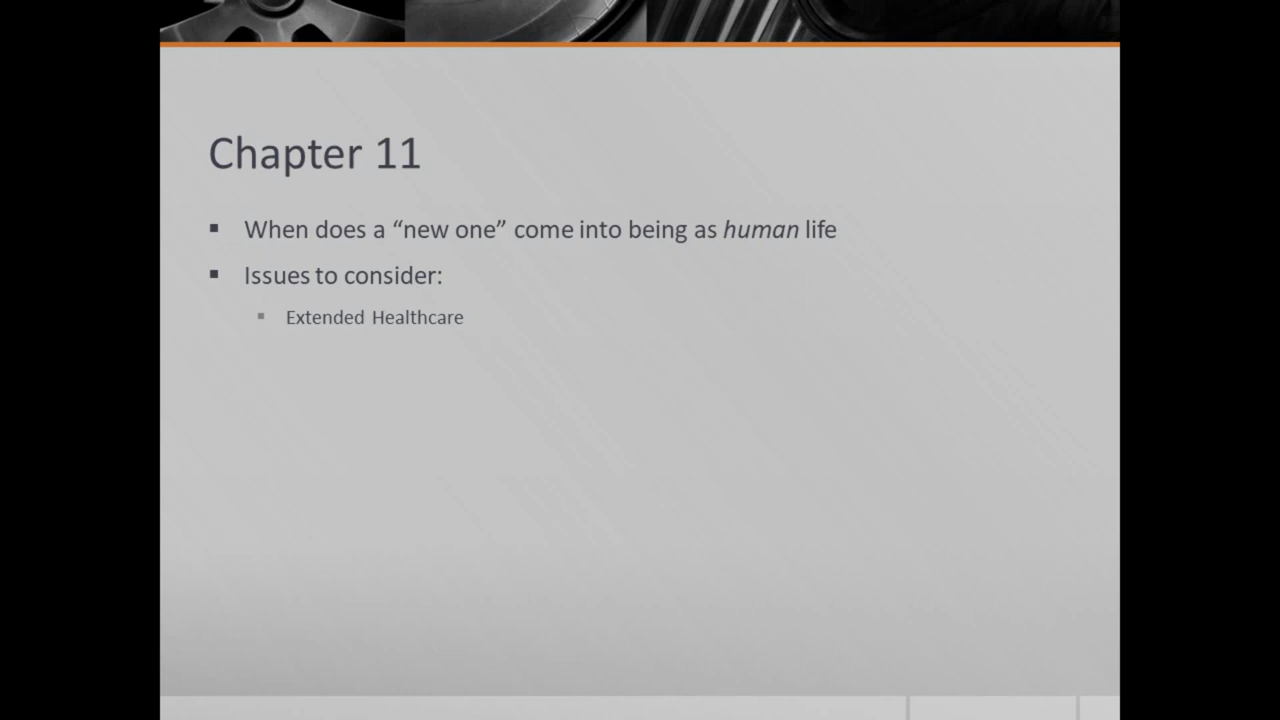 Chapter 11
When does a “new one” come into being as human life
Issues to consider:
Extended Healthcare